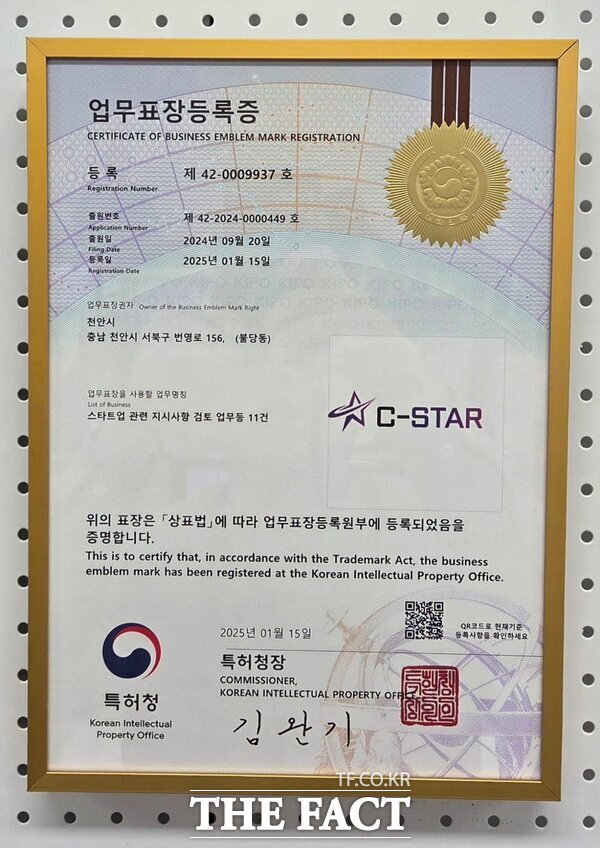 업무표장등록증
CERTIFICATE OF BUSINESS EMBLEM MARK REGISTRATION
등록 제 42-0009937 호
Registration Number
출원번호 제 42-2024-0000449 호
Application Number
출원일 2024년 09월 20일
Filing Date
등록일 2025년 01월 15일
Registration Date
업무표장권자 Owner of the Business Emblem Mark Right
천안시
충남 천안시 서북구 번영로 156, (불당동)
업무표장을 사용할 업무명칭
List of Business
스타트업 관련 지시사항 검토 업무등 11건
C-STAR
위의 표장은 「상표법」에 따라 업무표장등록원부에 등록되었음을
증명합니다.
This is to certify that, in accordance with the Trademark Act, the business
emblem mark has been registered at the Korean Intellectual Property Office.
2025년 01월 15일
QR코드로 현재기준
등록사항을 확인하세요
특허청
Korean Intellectual
Property Office
특허청장
COMMISSIONER,
KOREAN INTELLECTUAL PROPERTY OFFICE
김완기
TF.CO.KR
THE FACT